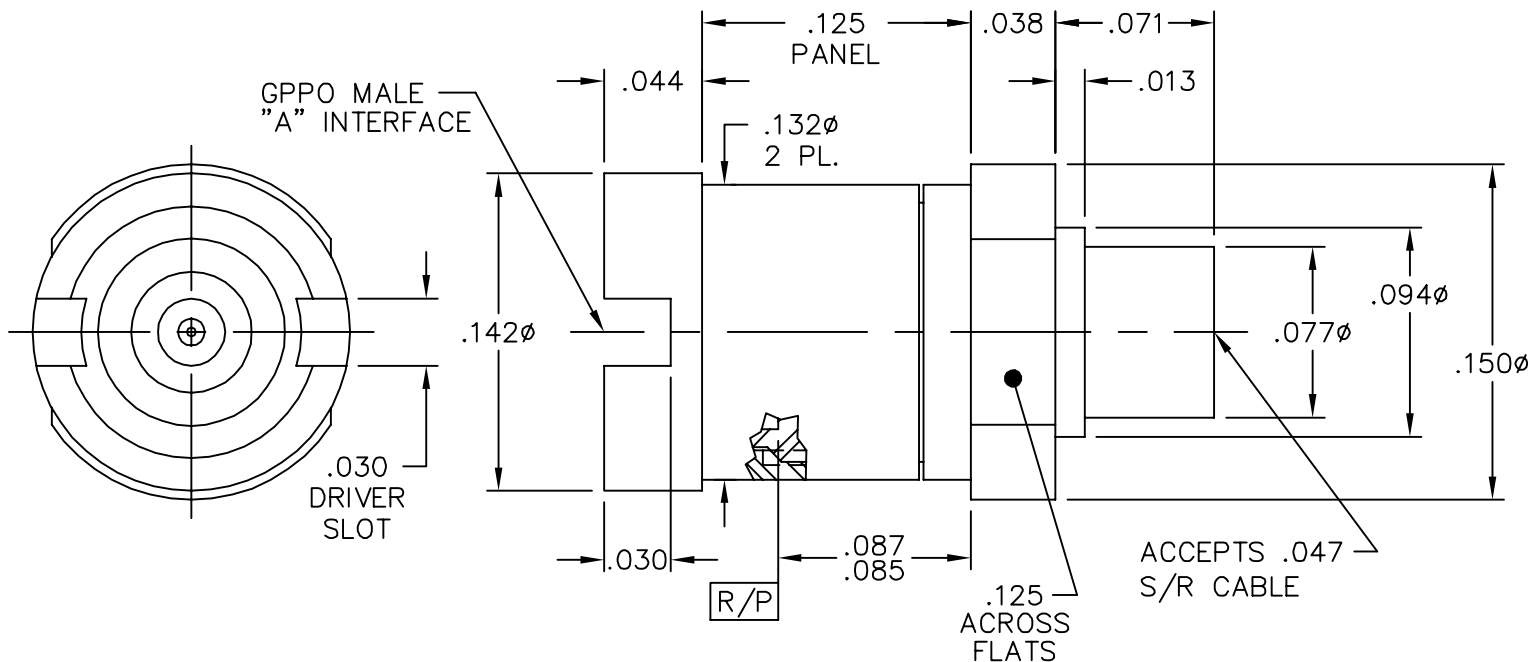 .125
PANEL
.038
.071
.044
.013
GPPO MALE
"A" INTERFACE
.132ø
2 PL.
.142ø
.094ø
.077ø
.150ø
.030
DRIVER
SLOT
.030
.087
.085
R/P
.125
ACROSS
FLATS
ACCEPTS .047
S/R CABLE